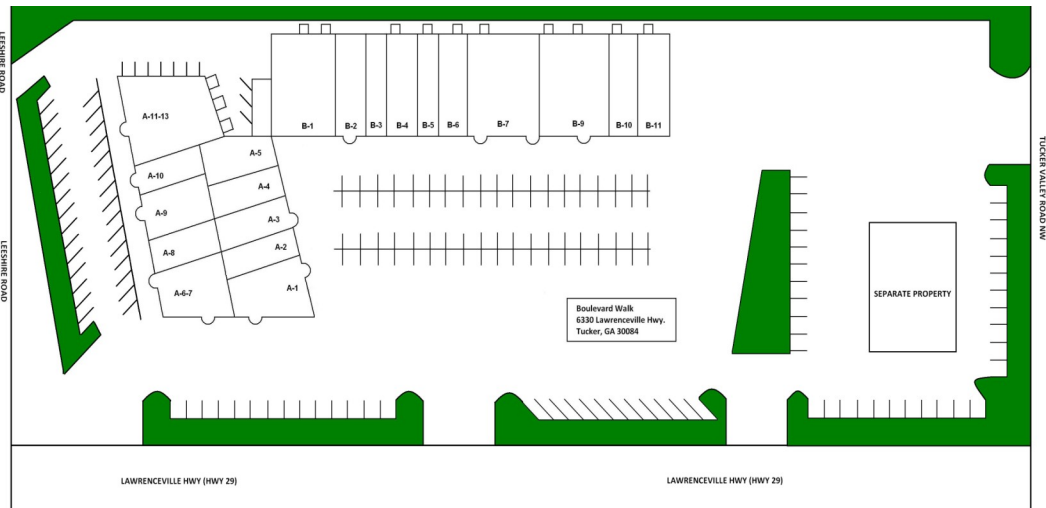 LEESHIRE ROAD
A-11-13
B-1
B-2
B-3
B-4
B-5
B-6
B-7
B-9
B-10
B-11
A-5
A-10
A-4
A-9
A-3
A-2
A-8
A-6-7
A-1
LEESHIRE ROAD
TUCKER VALLEY ROAD NW
SEPARATE PROPERTY
Boulevard Walk
6330 Lawrenceville Hwy.
Tucker, GA 30084
LAWRENCEVILLE HWY (HWY 29)
LAWRENCEVILLE HWY (HWY 29)